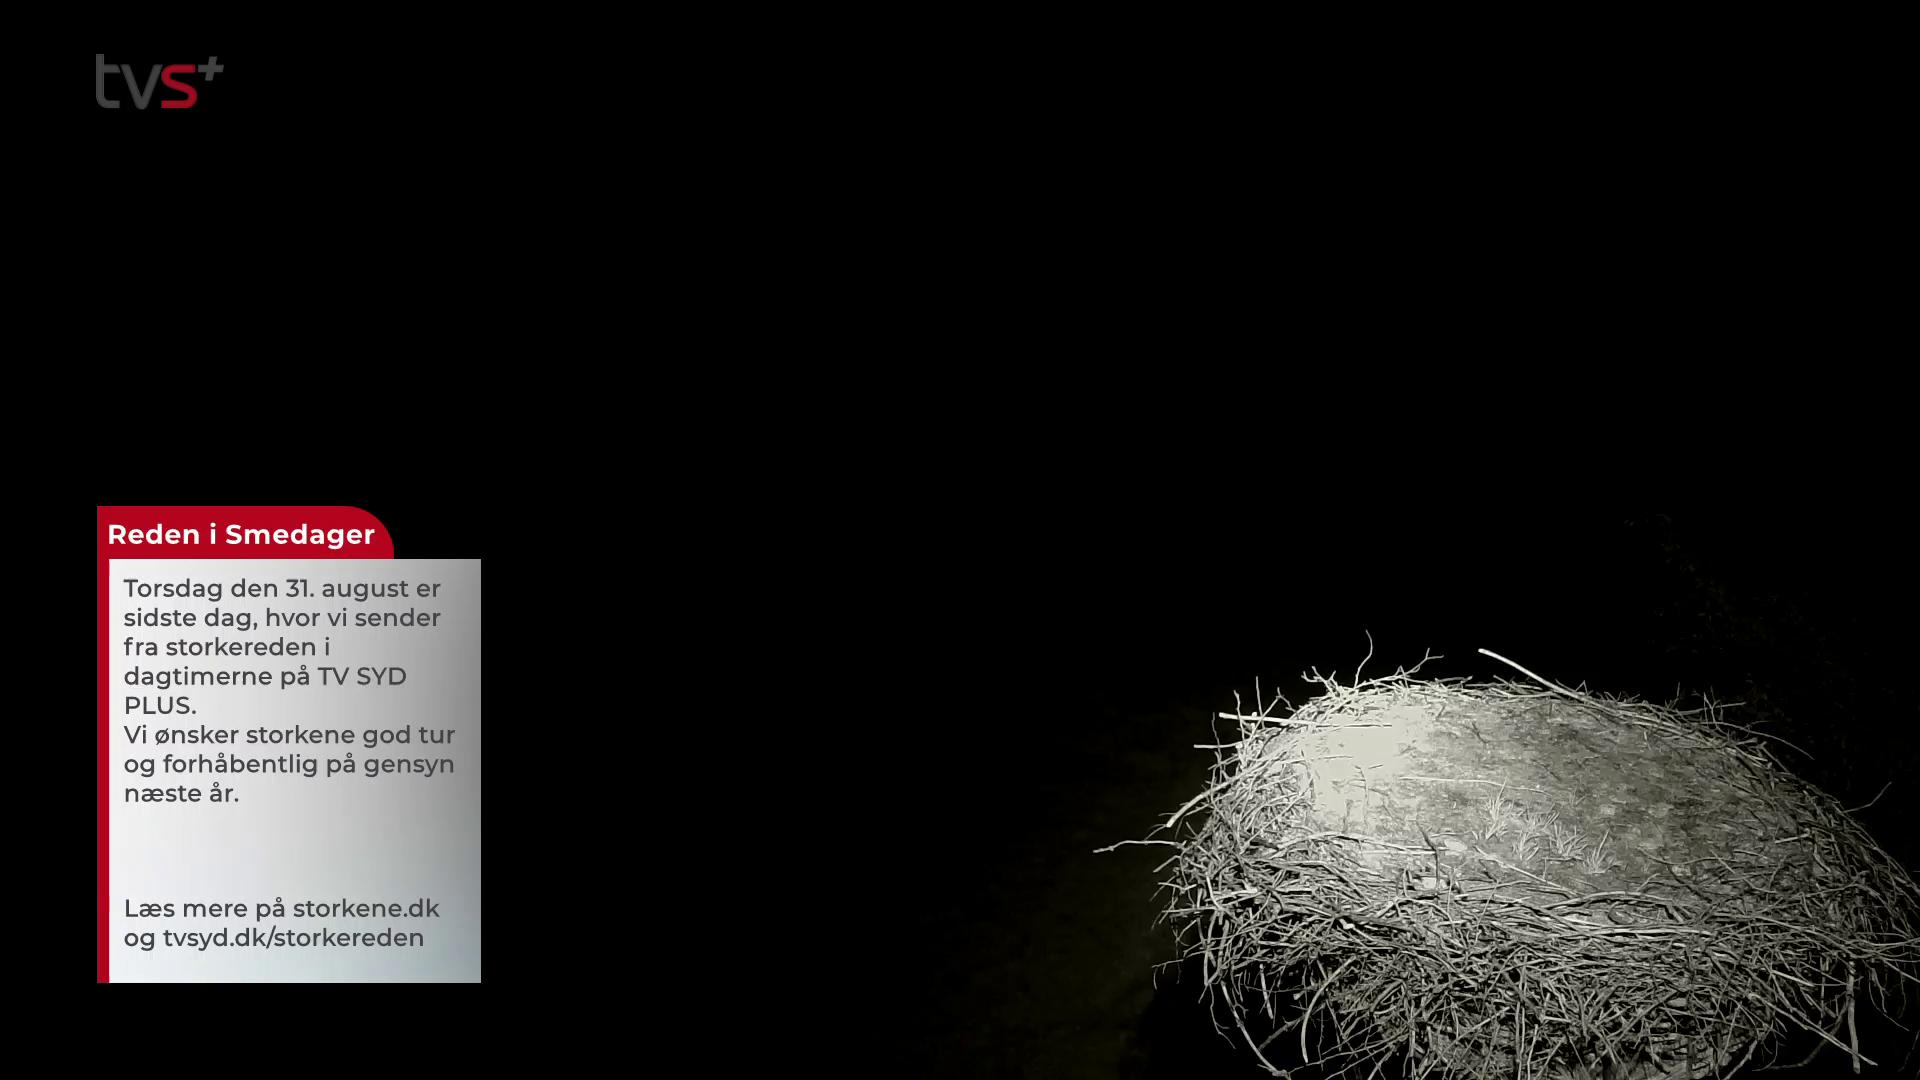 tvs+
Reden i Smedager
Torsdag den 31. august er
sidste dag, hvor vi sender
fra storkereden i
dagtimerne på TV SYD
PLUS.
Vi ønsker storkene god tur
og forhåbentlig på gensyn
næste år.
Læs mere på storkene.dk
og tvsyd.dk/storkereden